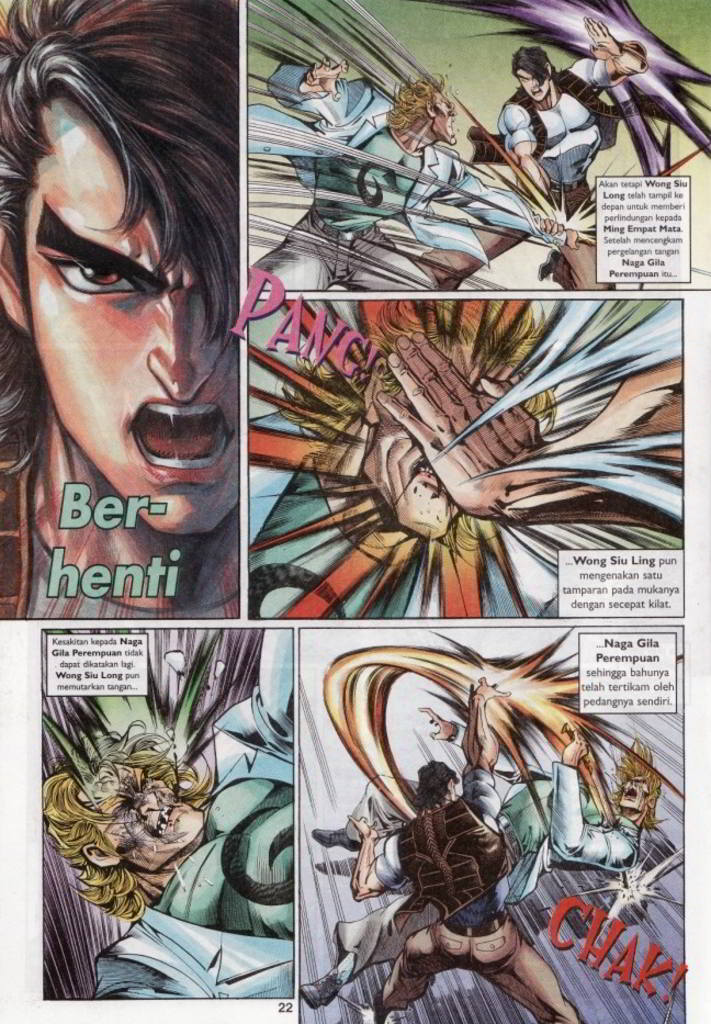 Ber-
henti
Akan tetapi Wong Siu
Long telah tampil ke
depan untuk memberi
perlindungan kepada
Ming Empat Mata.
Setelah mencengkam
pergelangan tangan
Naga Gila
Perempuan itu...
PANG!
...Wong Siu Ling pun
mengenakan satu
tamparan pada mukanya
dengan secepat kilat.
Kesakitan kepada Naga
Gila Perempuan tidak
dapat dikatakan lagi.
Wong Siu Long pun
memutarkan tangan...
...Naga Gila
Perempuan
sehingga bahunya
telah tertikam oleh
pedangnya sendiri.
CHAK!
22